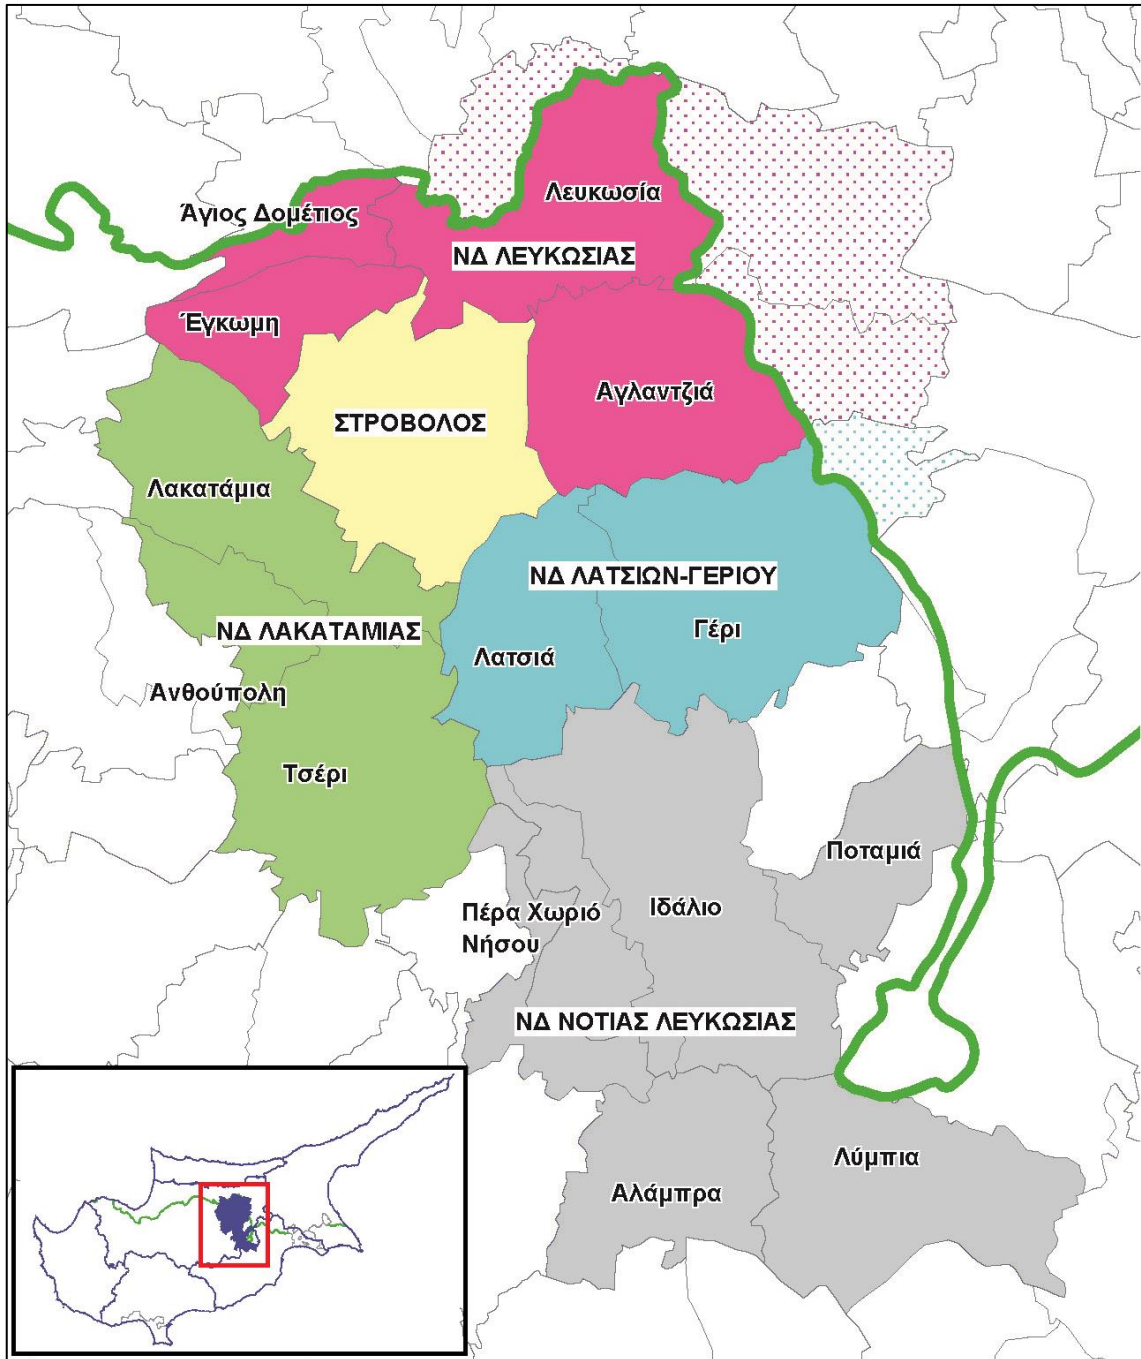 Λευκωσία
Άγιος Δομέτιος
ΝΔ ΛΕΥΚΩΣΙΑΣ
Έγκωμη
Αγλαντζιά
ΣΤΡΟΒΟΛΟΣ
Λακατάμια
ΝΔ ΛΑΤΣΙΩΝ-ΓΕΡΙΟΥ
ΝΔ ΛΑΚΑΤΑΜΙΑΣ
Γέρι
Λατσιά
Ανθούπολη
Τσέρι
Ποταμιά
Πέρα Χωριό
Νήσου
Ιδάλιο
ΝΔ ΝΟΤΙΑΣ ΛΕΥΚΩΣΙΑΣ
Λύμπια
Αλάμπρα